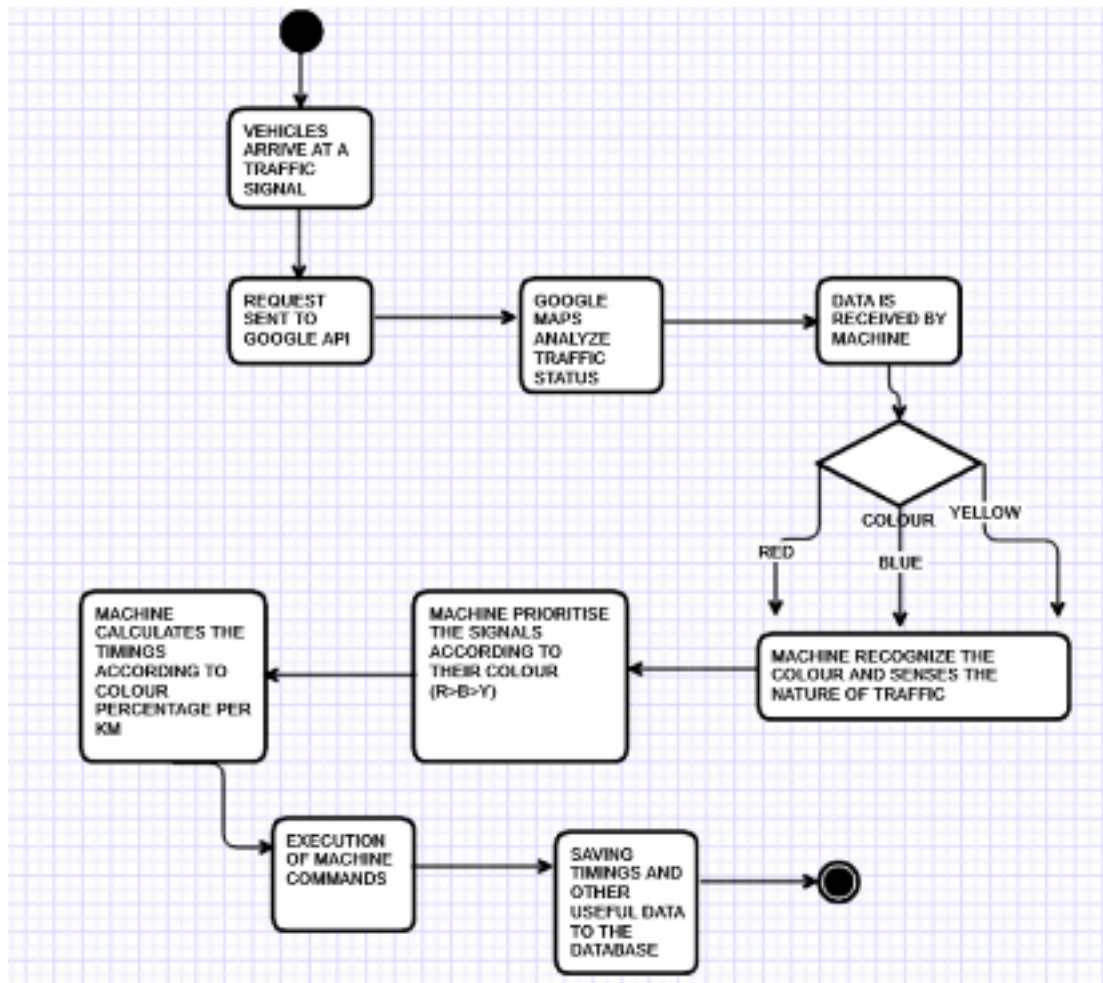 VEHICLES
ARRIVE AT A
TRAFFIC
SIGNAL
REQUEST
SENT TO
GOOGLE API
GOOGLE
MAPS
ANALYZE
TRAFFIC
STATUS
DATA IS
RECEIVED BY
MACHINE
COLOUR
YELLOW
RED
BLUE
MACHINE RECOGNIZE THE
COLOUR AND SENSES THE
NATURE OF TRAFFIC
MACHINE PRIORITISE
THE SIGNALS
ACCORDING TO
THEIR COLOUR
(R>B>Y)
MACHINE
CALCULATES THE
TIMINGS
ACCORDING TO
COLOUR
PERCENTAGE PER
KM
EXECUTION
OF MACHINE
COMMANDS
SAVING
TIMINGS AND
OTHER
USEFUL DATA
TO THE
DATABASE